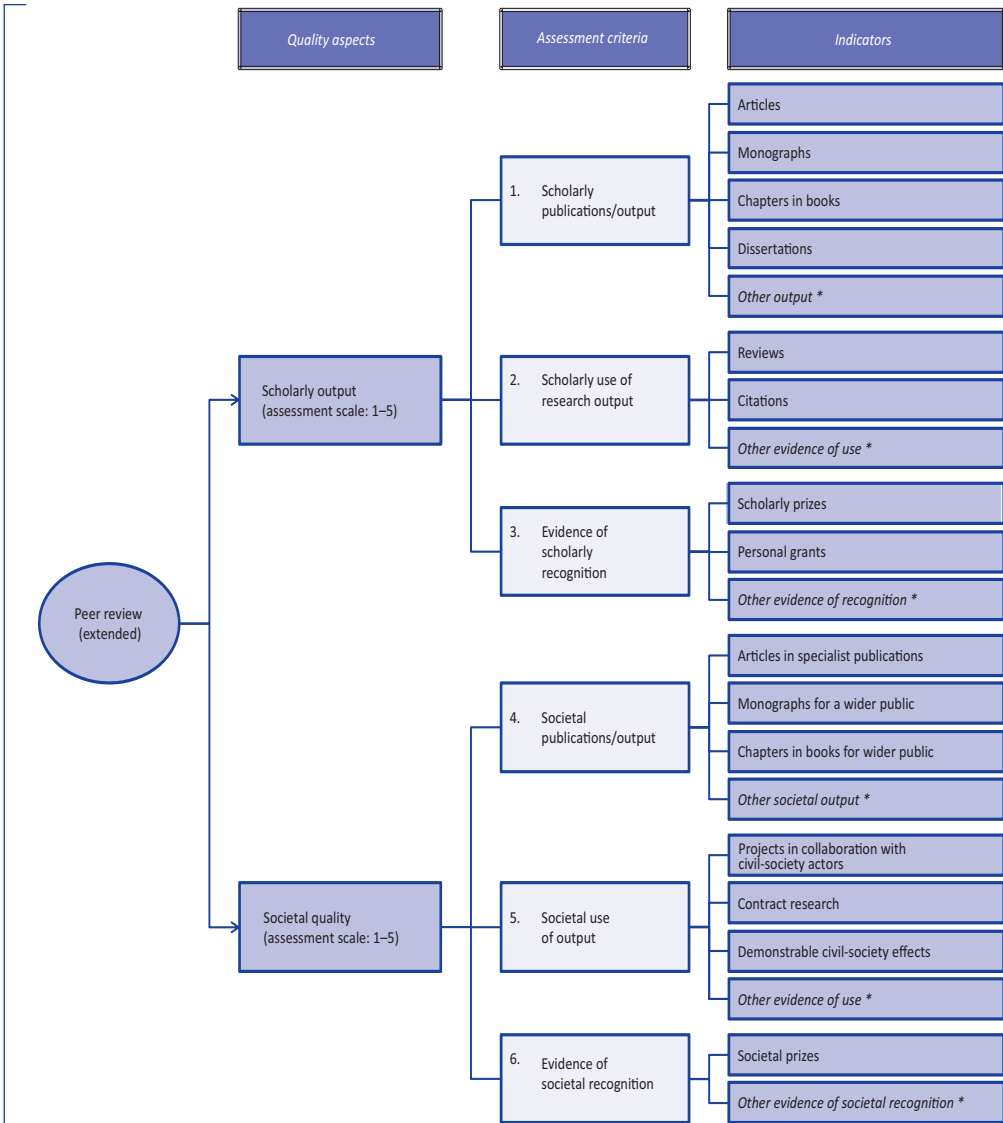 Quality aspects
Assessment criteria
Indicators
Articles
Monographs
1. Scholarly
publications/output
Chapters in books
Dissertations
Other output *
Scholarly output
(assessment scale: 1–5)
2. Scholarly use of
research output
Reviews
Citations
Other evidence of use *
3. Evidence of
scholarly
recognition
Scholarly prizes
Personal grants
Other evidence of recognition *
Peer review
(extended)
4. Societal
publications/output
Articles in specialist publications
Monographs for a wider public
Chapters in books for wider public
Other societal output *
Societal quality
(assessment scale: 1–5)
5. Societal use
of output
Projects in collaboration with
civil-society actors
Contract research
Demonstrable civil-society effects
Other evidence of use *
6. Evidence of
societal recognition
Societal prizes
Other evidence of societal recognition *